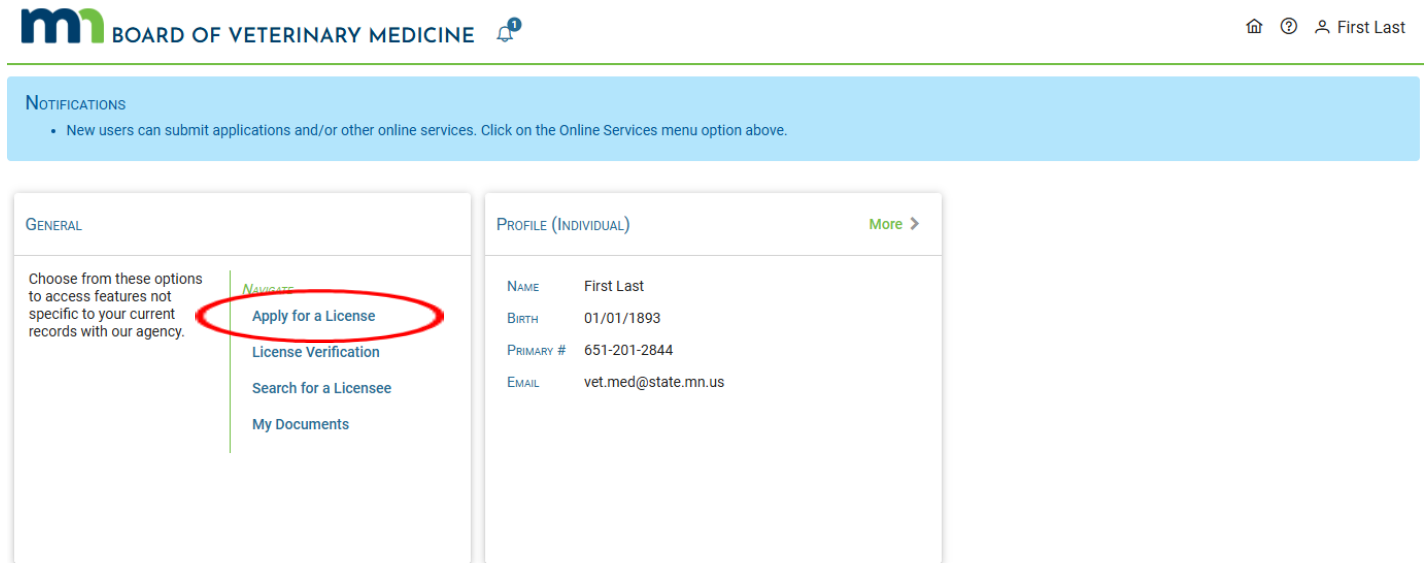 mn BOARD OF VETERINARY MEDICINE 1 First Last
NOTIFICATIONS
• New users can submit applications and/or other online services. Click on the Online Services menu option above.
GENERAL
Choose from these options
to access features not
specific to your current
records with our agency.
NAVIGATE
Apply for a License
License Verification
Search for a Licensee
My Documents
PROFILE (INDIVIDUAL) More >
NAME First Last
BIRTH 01/01/1893
PRIMARY # 651-201-2844
EMAIL vet.med@state.mn.us